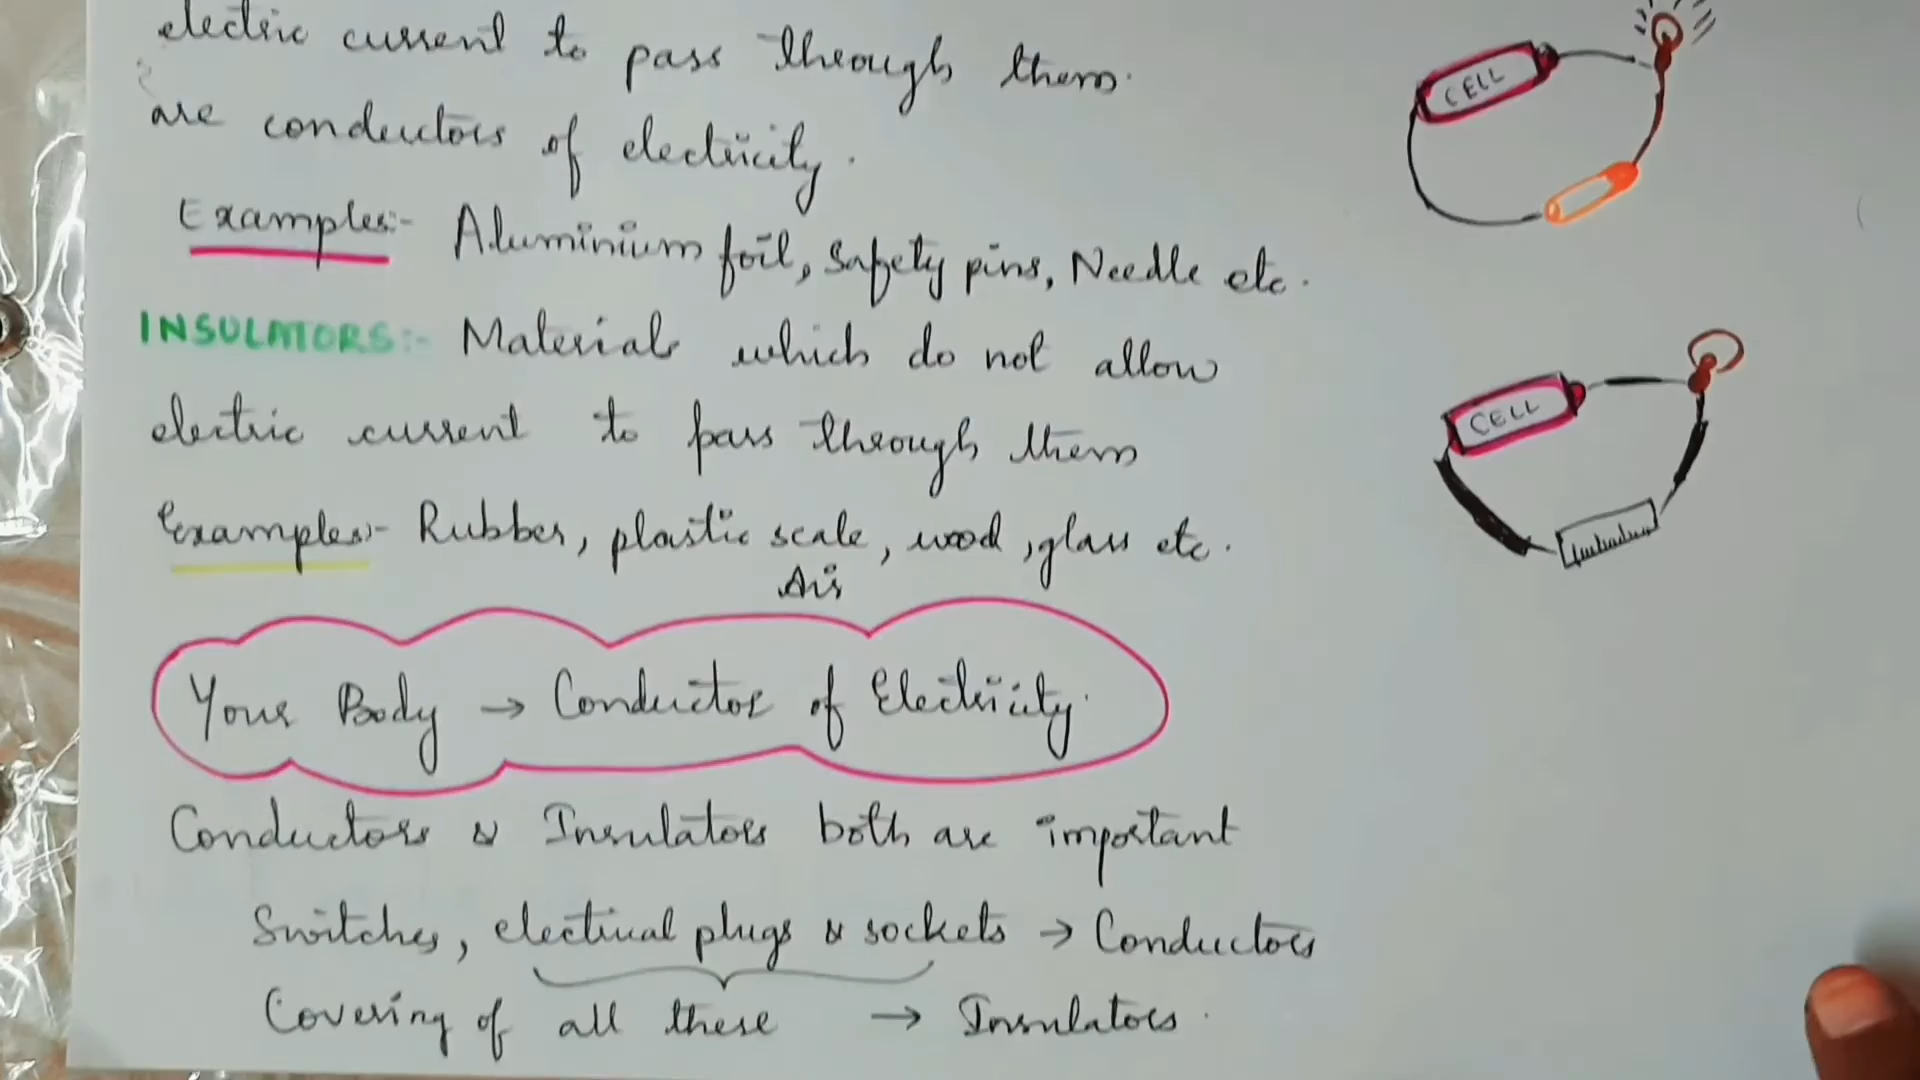 electric current to pass through them.
are conductors of electricity.
Examples:- Aluminium foil, Safety pins, Needle etc.
INSULATORS:- Materials which do not allow
electric current to pass through them
Examples:- Rubber, plastic scale, wood, glass etc.
Air
Your Body → Conductor of Electricity.
Conductors & Insulators both are important
Switches, electrical plugs & sockets → Conductors
Covering of all these → Insulators.
CELL
CELL